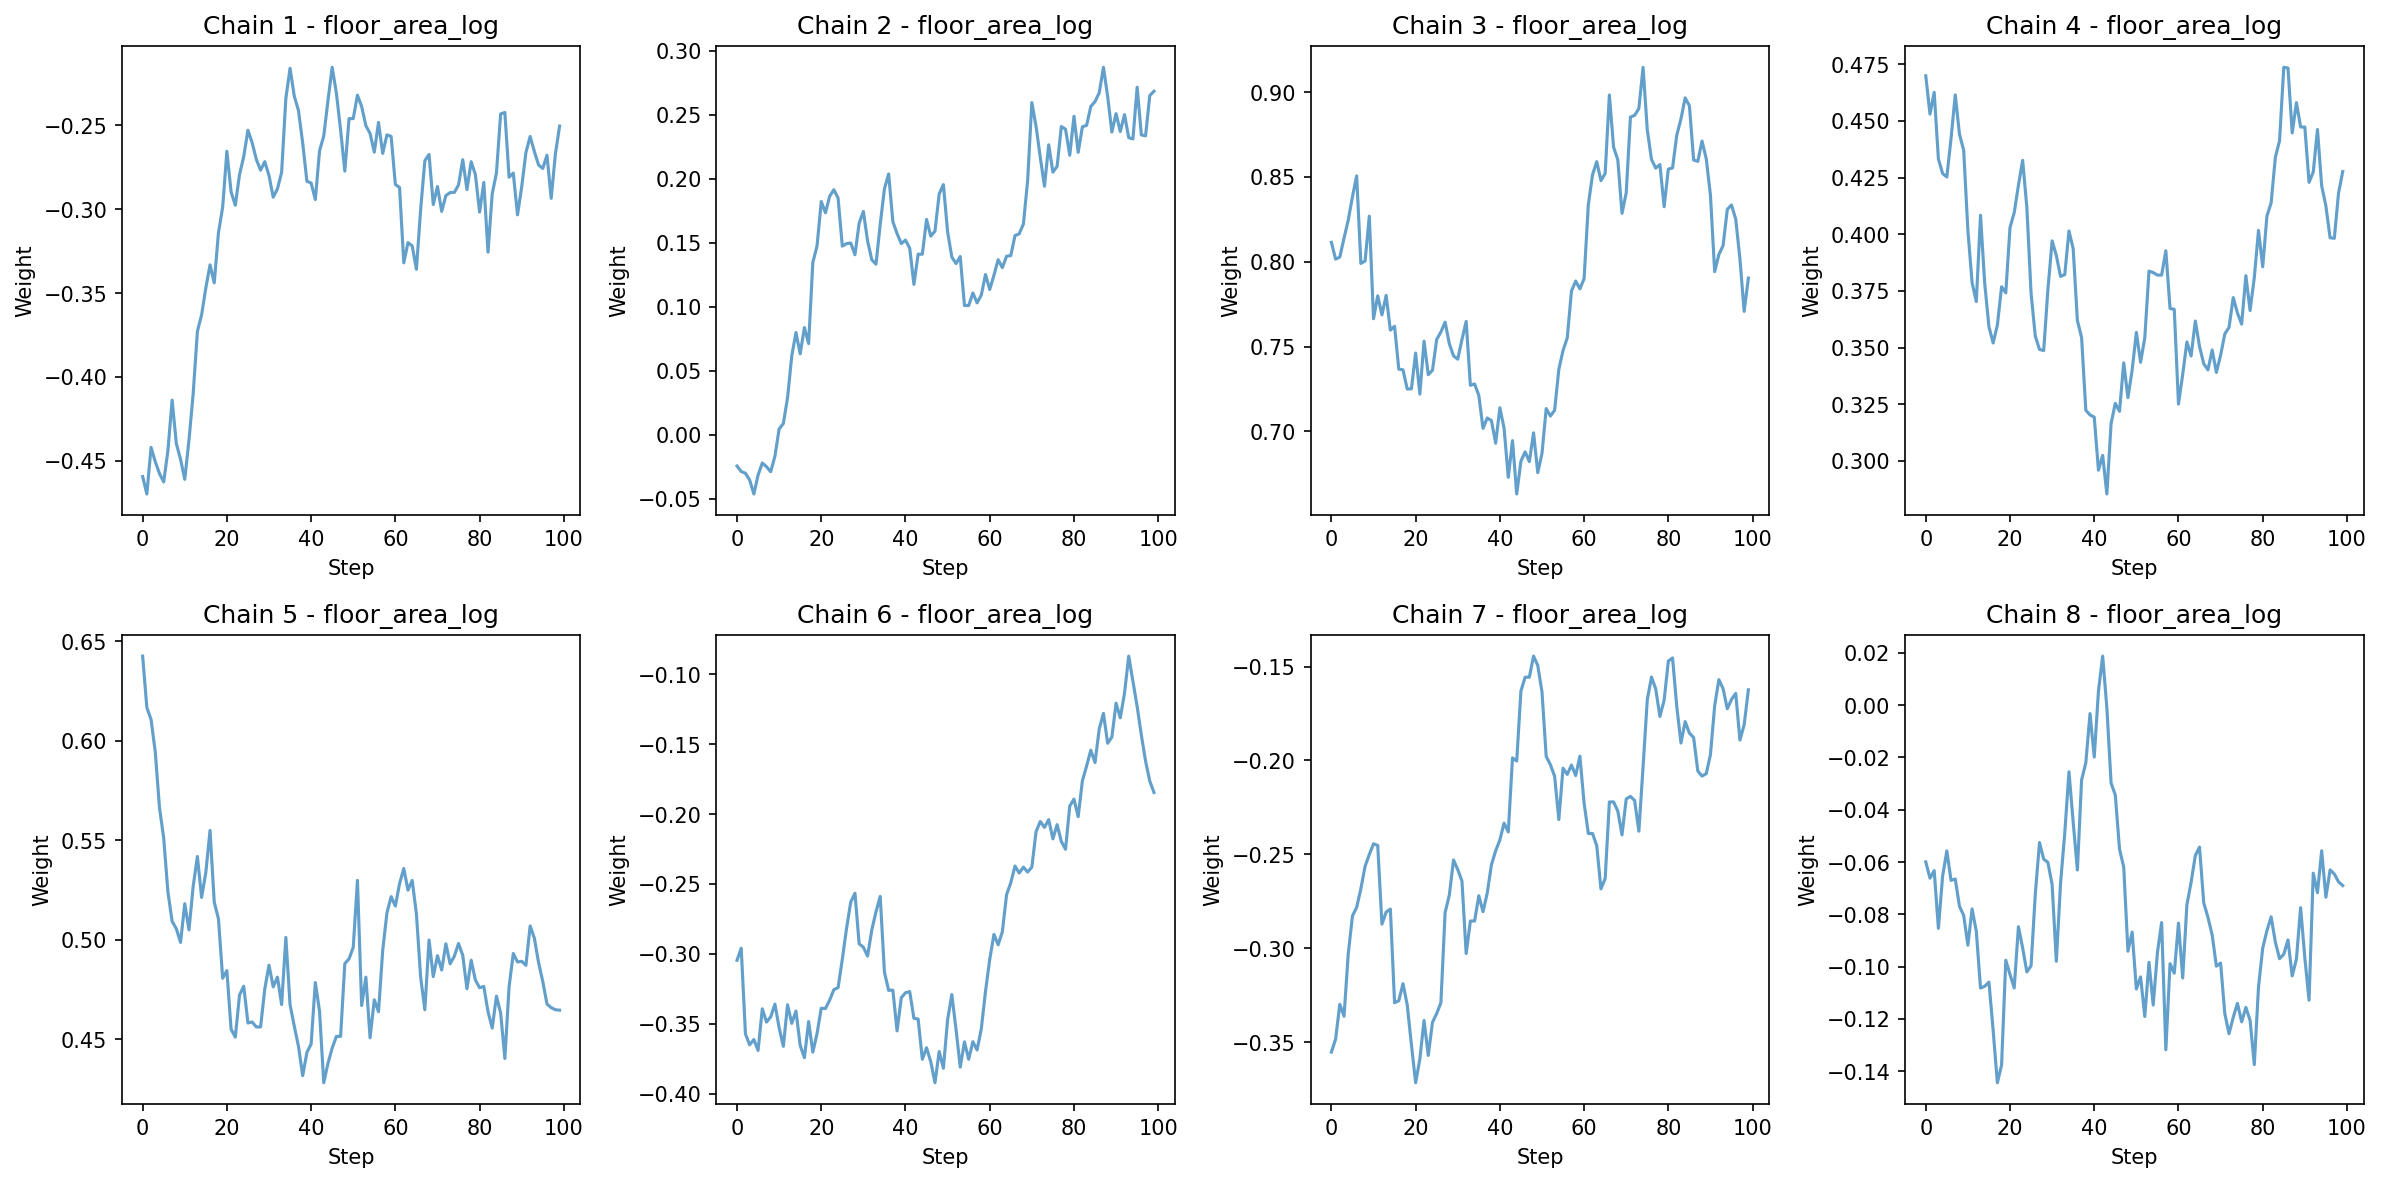 Chain 1 - floor_area_log
−0.25
−0.30
−0.35
−0.40
−0.45
Weight
0 20 40 60 80 100
Step
Chain 2 - floor_area_log
0.30
0.25
0.20
0.15
0.10
0.05
0.00
−0.05
Weight
0 20 40 60 80 100
Step
Chain 3 - floor_area_log
0.90
0.85
0.80
0.75
0.70
Weight
0 20 40 60 80 100
Step
Chain 4 - floor_area_log
0.475
0.450
0.425
0.400
0.375
0.350
0.325
0.300
Weight
0 20 40 60 80 100
Step
Chain 5 - floor_area_log
0.65
0.60
0.55
0.50
0.45
Weight
0 20 40 60 80 100
Step
Chain 6 - floor_area_log
−0.10
−0.15
−0.20
−0.25
−0.30
−0.35
−0.40
Weight
0 20 40 60 80 100
Step
Chain 7 - floor_area_log
−0.15
−0.20
−0.25
−0.30
−0.35
Weight
0 20 40 60 80 100
Step
Chain 8 - floor_area_log
0.02
0.00
−0.02
−0.04
−0.06
−0.08
−0.10
−0.12
−0.14
Weight
0 20 40 60 80 100
Step